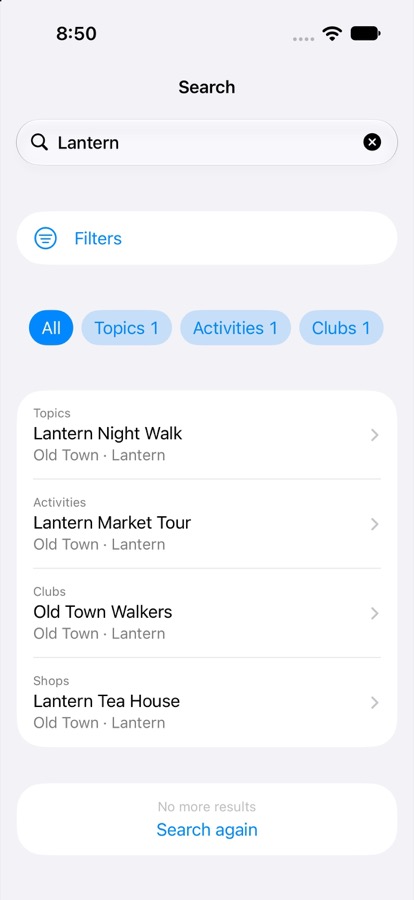 8:50
Search
Lantern
Filters
All
Topics 1
Activities 1
Clubs 1
Topics
Lantern Night Walk
Old Town · Lantern
Activities
Lantern Market Tour
Old Town · Lantern
Clubs
Old Town Walkers
Old Town · Lantern
Shops
Lantern Tea House
Old Town · Lantern
No more results
Search again